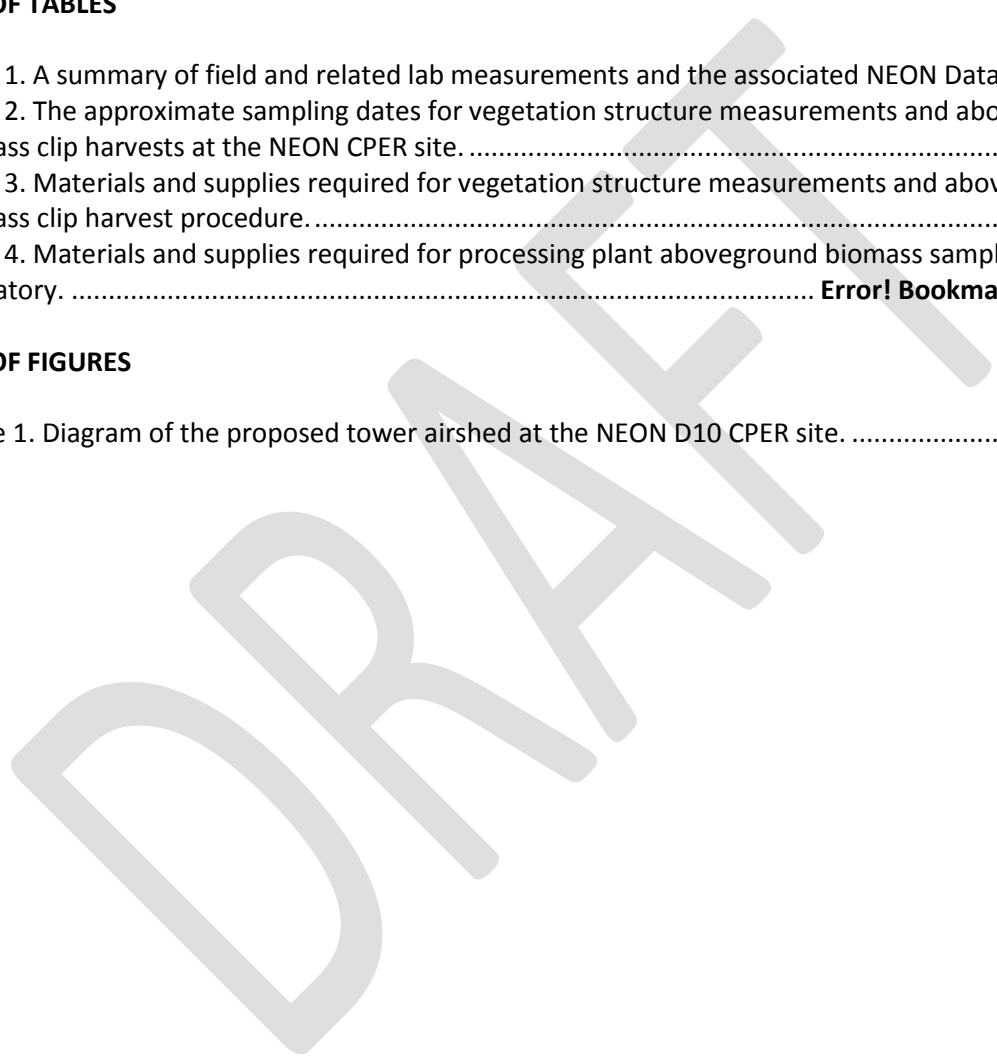 OF TABLES
1. A summary of field and related lab measurements and the associated NEON Data
2. The approximate sampling dates for vegetation structure measurements and abo
ass clip harvests at the NEON CPER site. ................................................................................
3. Materials and supplies required for vegetation structure measurements and abov
ass clip harvest procedure. ................................................................................
4. Materials and supplies required for processing plant aboveground biomass sampl
atory. ................................................................................ Error! Bookma
OF FIGURES
e 1. Diagram of the proposed tower airshed at the NEON D10 CPER site. ....................
DRAFT